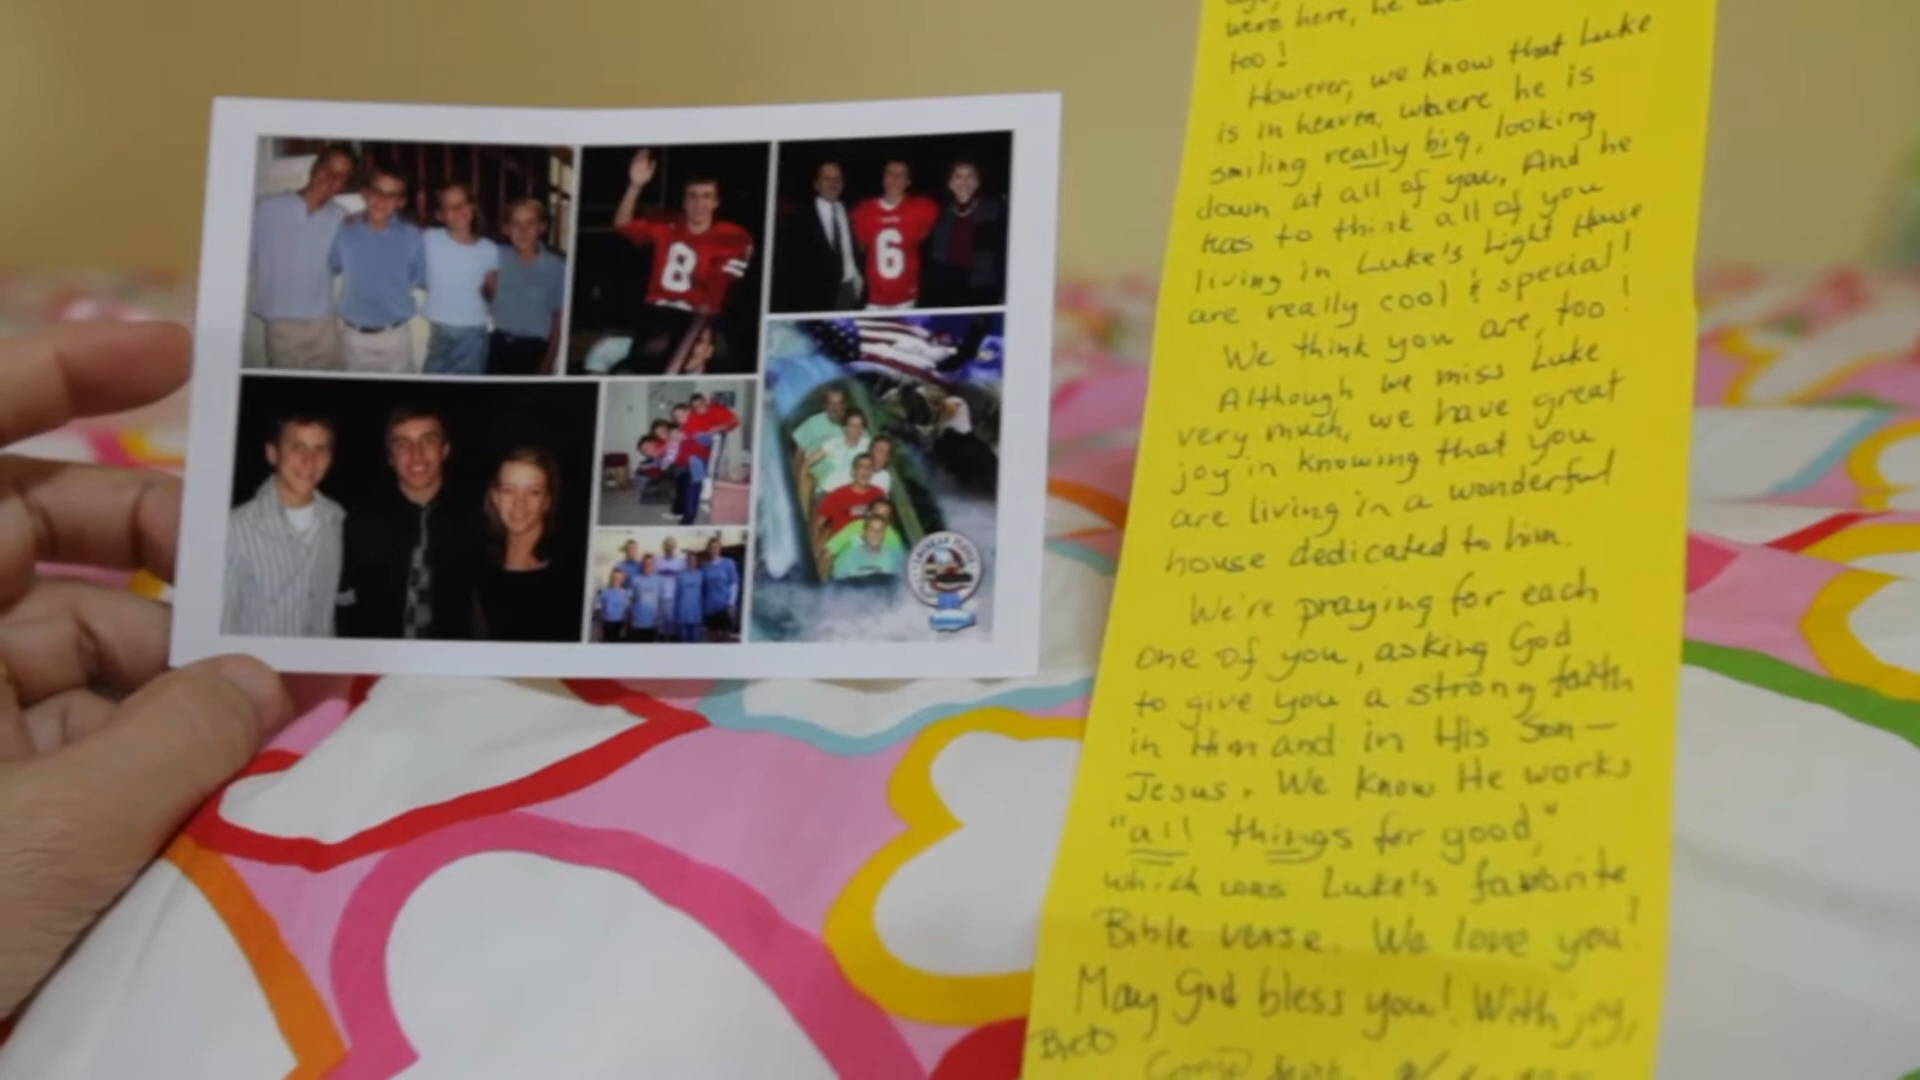 were here, he
too!
However, we know that Luke
is in heaven, where he is
smiling really big, looking
down at all of you, And he
has to think all of you
living in Luke's Light House
are really cool & special!
We think you are, too!
Although we miss Luke
very much, we have great
joy in knowing that you
are living in a wonderful
house dedicated to him.
We're praying for each
one of you, asking God
to give you a strong faith
in Him and in His Son—
Jesus. We know He works
"all things for good,"
which was Luke's favorite
Bible verse. We love you!
May God bless you! With joy,
8
6